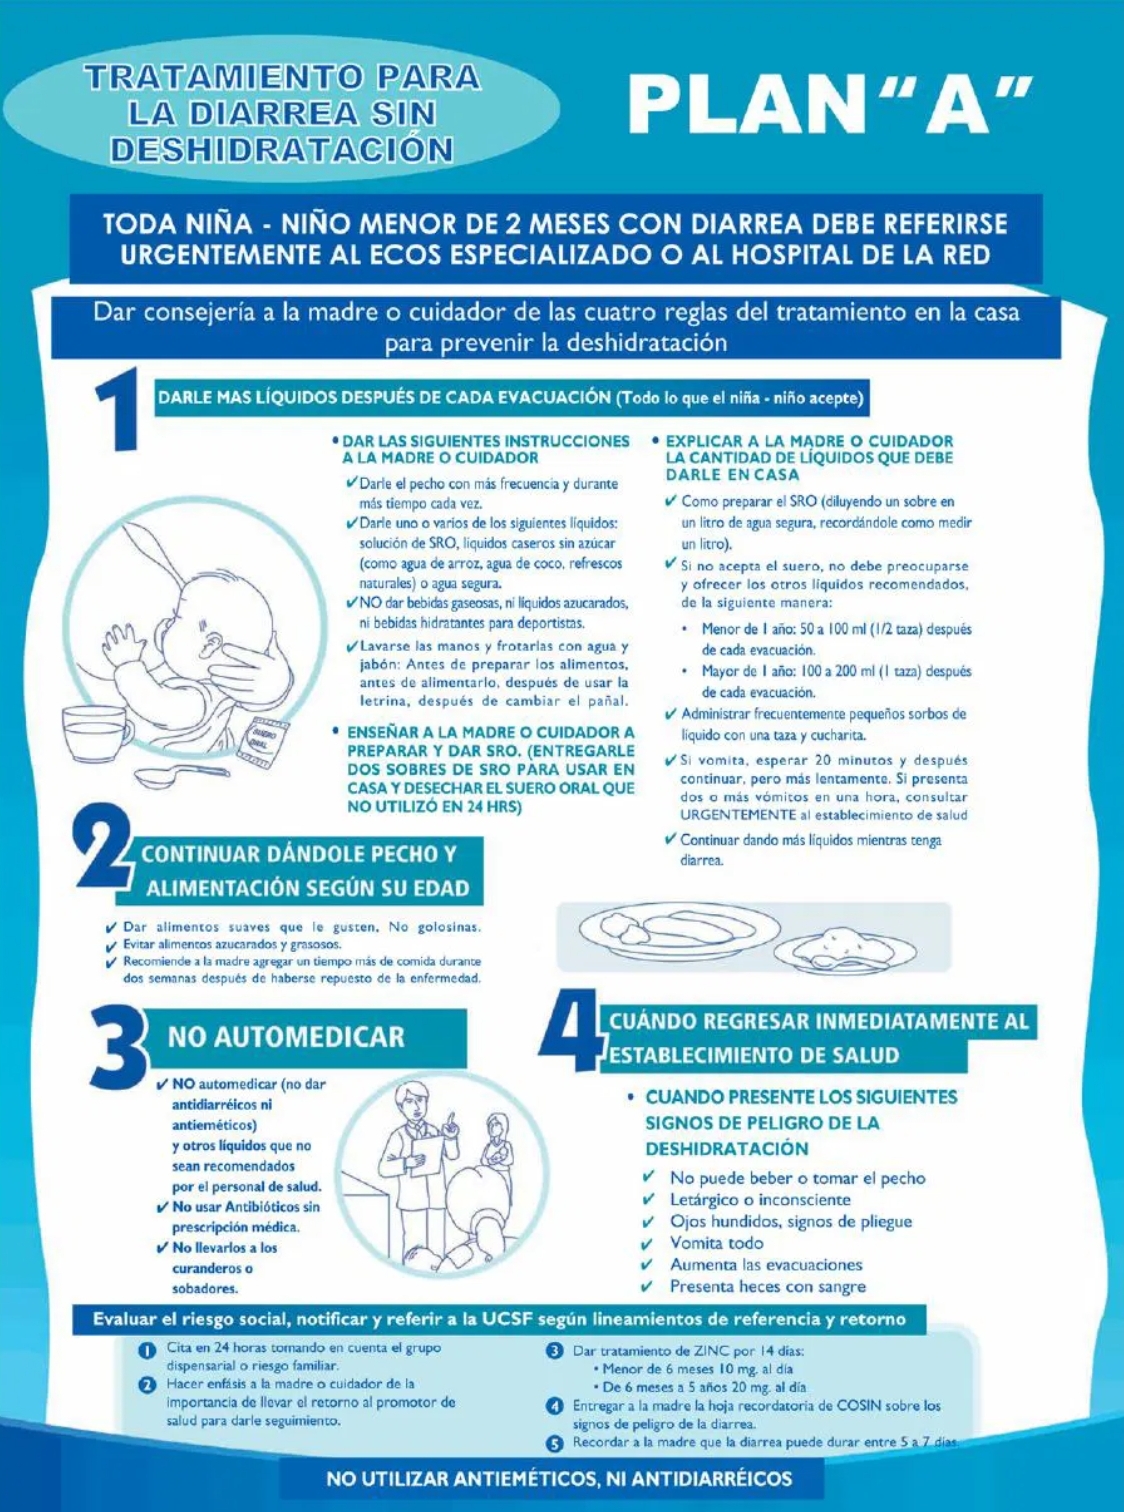 TRATAMIENTO PARA
LA DIARREA SIN
DESHIDRATACIÓN
PLAN "A"
TODA NIÑA - NIÑO MENOR DE 2 MESES CON DIARREA DEBE REFERIRSE
URGENTEMENTE AL ECOS ESPECIALIZADO O AL HOSPITAL DE LA RED
Dar consejería a la madre o cuidador de las cuatro reglas del tratamiento en la casa
para prevenir la deshidratación
1
DARLE MAS LÍQUIDOS DESPUÉS DE CADA EVACUACIÓN (Todo lo que el niña - niño acepte)
• DAR LAS SIGUIENTES INSTRUCCIONES
A LA MADRE O CUIDADOR
✓ Darle el pecho con más frecuencia y durante
más tiempo cada vez.
✓ Darle uno o varios de los siguientes líquidos:
solución de SRO, líquidos caseros sin azúcar
(como agua de arroz, agua de coco, refrescos
naturales) o agua segura.
✓ NO dar bebidas gaseosas, ni líquidos azucarados,
ni bebidas hidratantes para deportistas.
✓ Lavarse las manos y frotarlas con agua y
jabón: Antes de preparar los alimentos,
antes de alimentarlo, después de usar la
letrina, después de cambiar el pañal.
• ENSEÑAR A LA MADRE O CUIDADOR A
PREPARAR Y DAR SRO. (ENTREGARLE
DOS SOBRES DE SRO PARA USAR EN
CASA Y DESECHAR EL SUERO ORAL QUE
NO UTILIZÓ EN 24 HRS)
SUERO
ORAL
• EXPLICAR A LA MADRE O CUIDADOR
LA CANTIDAD DE LÍQUIDOS QUE DEBE
DARLE EN CASA
✓ Como preparar el SRO (diluyendo un sobre en
un litro de agua segura, recordándole como medir
un litro).
✓ Si no acepta el suero, no debe preocuparse
y ofrecer los otros líquidos recomendados,
de la siguiente manera:
• Menor de 1 año: 50 a 100 ml (1/2 taza) después
de cada evacuación.
• Mayor de 1 año: 100 a 200 ml (1 taza) después
de cada evacuación.
✓ Administrar frecuentemente pequeños sorbos de
líquido con una taza y cucharita.
✓ Si vomita, esperar 20 minutos y después
continuar, pero más lentamente. Si presenta
dos o más vómitos en una hora, consultar
URGENTEMENTE al establecimiento de salud
✓ Continuar dando más líquidos mientras tenga
diarrea.
2
CONTINUAR DÁNDOLE PECHO Y
ALIMENTACIÓN SEGÚN SU EDAD
✓ Dar alimentos suaves que le gusten, No golosinas.
✓ Evitar alimentos azucarados y grasosos.
✓ Recomiende a la madre agregar un tiempo más de comida durante
dos semanas después de haberse repuesto de la enfermedad.
3
NO AUTOMEDICAR
✓ NO automedicar (no dar
antidiarréicos ni
antieméticos)
y otros líquidos que no
sean recomendados
por el personal de salud.
✓ No usar Antibióticos sin
prescripción médica.
✓ No llevarlos a los
curanderos o
sobadores.
4
CUÁNDO REGRESAR INMEDIATAMENTE AL
ESTABLECIMIENTO DE SALUD
• CUANDO PRESENTE LOS SIGUIENTES
SIGNOS DE PELIGRO DE LA
DESHIDRATACIÓN
✓ No puede beber o tomar el pecho
✓ Letárgico o inconsciente
✓ Ojos hundidos, signos de pliegue
✓ Vomita todo
✓ Aumenta las evacuaciones
✓ Presenta heces con sangre
Evaluar el riesgo social, notificar y referir a la UCSF según lineamientos de referencia y retorno
1 Cita en 24 horas tomando en cuenta el grupo
dispensarial o riesgo familiar.
2 Hacer enfásis a la madre o cuidador de la
importancia de llevar el retorno al promotor de
salud para darle seguimiento.
3 Dar tratamiento de ZINC por 14 días:
• Menor de 6 meses 10 mg. al día
• De 6 meses a 5 años 20 mg. al día
4 Entregar a la madre la hoja recordatoria de COSIN sobre los
signos de peligro de la diarrea.
5 Recordar a la madre que la diarrea puede durar entre 5 a 7 días.
NO UTILIZAR ANTIEMÉTICOS, NI ANTIDIARRÉICOS